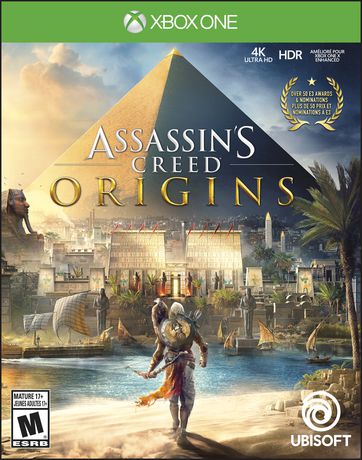 XBOX ONE
4K
ULTRA HD
HDR
AMÉLIORÉ POUR
XBOX ONE X
ENHANCED
OVER 50 E3 AWARDS
& NOMINATIONS
PLUS DE 50 PRIX ET
NOMINATIONS À E3
ASSASSIN'S
CREED
ORIGINS
MATURE 17+
JEUNES ADULTES 17+
M
ESRB
UBISOFT